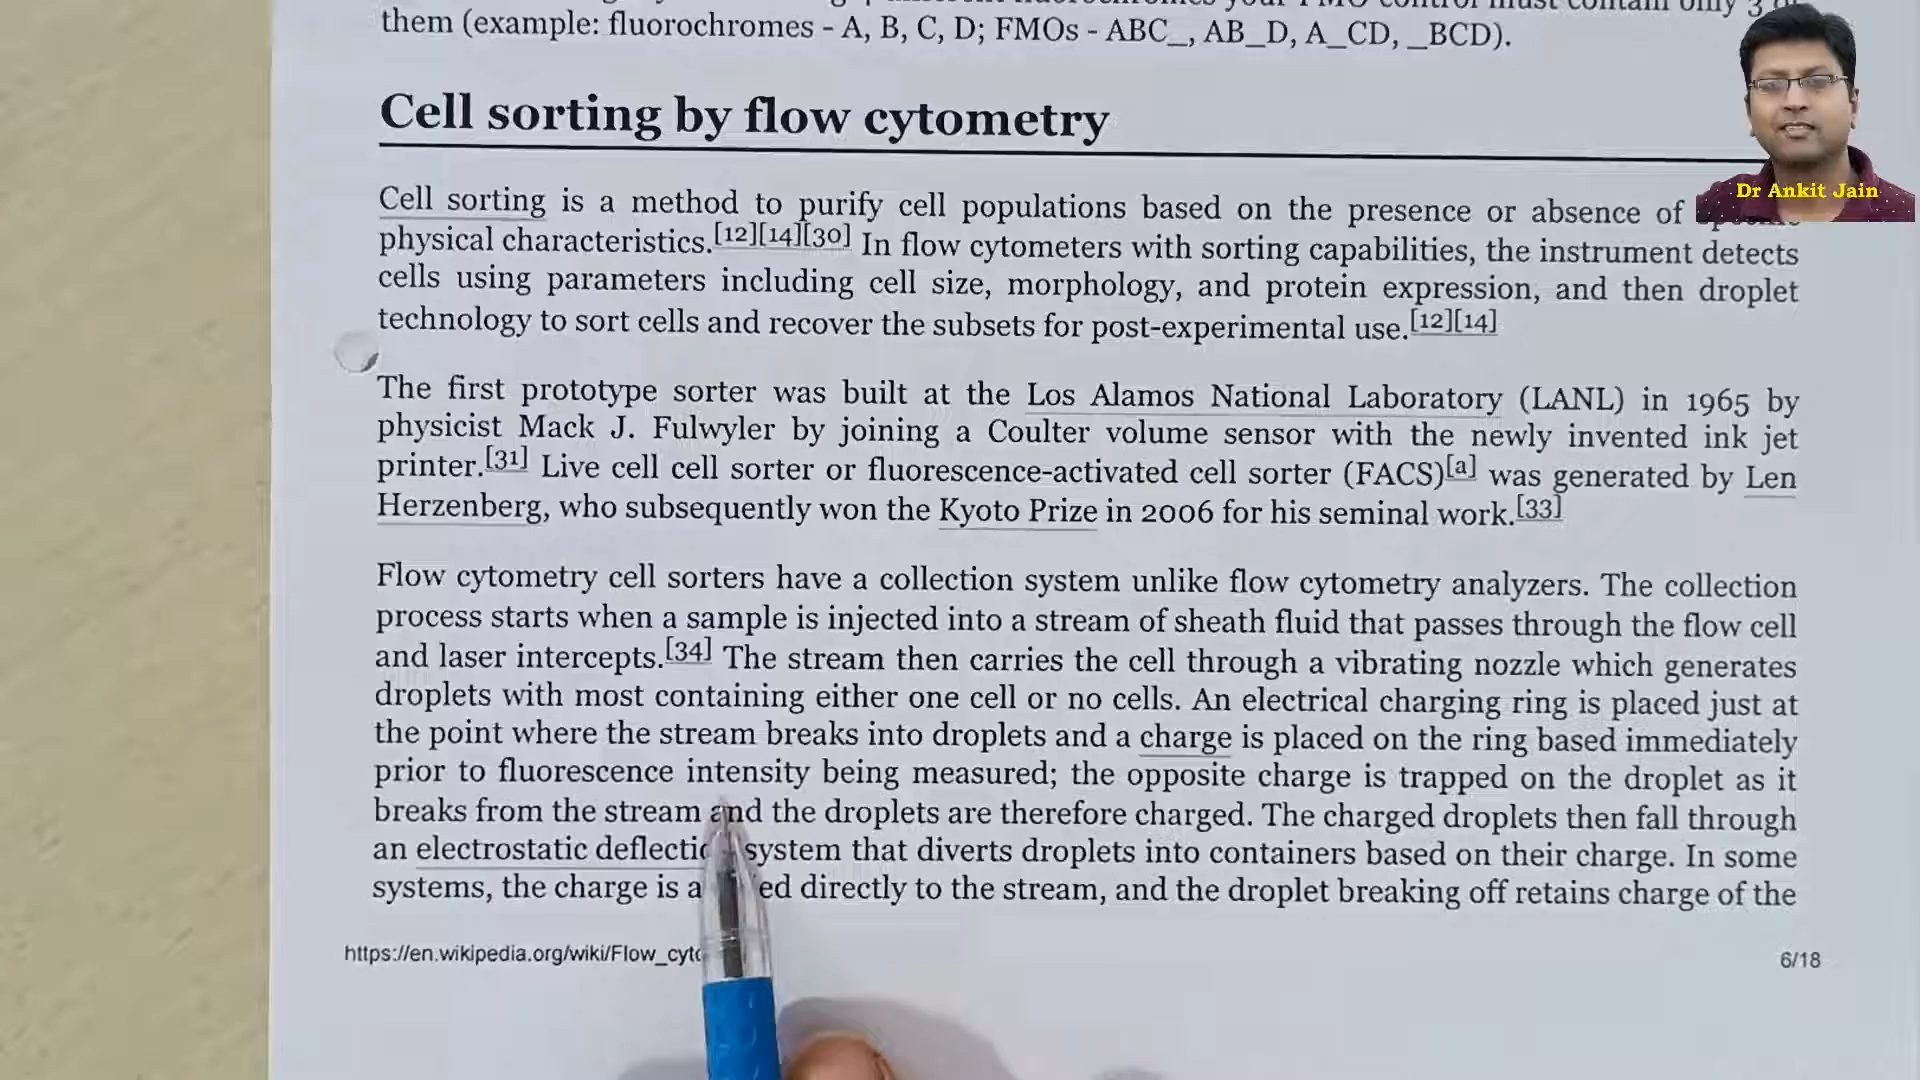 them (example: fluorochromes - A, B, C, D; FMOs - ABC_, AB_D, A_CD, _BCD).
Cell sorting by flow cytometry
Cell sorting is a method to purify cell populations based on the presence or absence of
physical characteristics.[12][14][30] In flow cytometers with sorting capabilities, the instrument detects
cells using parameters including cell size, morphology, and protein expression, and then droplet
technology to sort cells and recover the subsets for post-experimental use.[12][14]
The first prototype sorter was built at the Los Alamos National Laboratory (LANL) in 1965 by
physicist Mack J. Fulwyler by joining a Coulter volume sensor with the newly invented ink jet
printer.[31] Live cell cell sorter or fluorescence-activated cell sorter (FACS)[a] was generated by Len
Herzenberg, who subsequently won the Kyoto Prize in 2006 for his seminal work.[33]
Flow cytometry cell sorters have a collection system unlike flow cytometry analyzers. The collection
process starts when a sample is injected into a stream of sheath fluid that passes through the flow cell
and laser intercepts.[34] The stream then carries the cell through a vibrating nozzle which generates
droplets with most containing either one cell or no cells. An electrical charging ring is placed just at
the point where the stream breaks into droplets and a charge is placed on the ring based immediately
prior to fluorescence intensity being measured; the opposite charge is trapped on the droplet as it
breaks from the stream and the droplets are therefore charged. The charged droplets then fall through
an electrostatic deflectio system that diverts droplets into containers based on their charge. In some
systems, the charge is a ed directly to the stream, and the droplet breaking off retains charge of the
https://en.wikipedia.org/wiki/Flow_cyto
6/18
Dr Ankit Jain